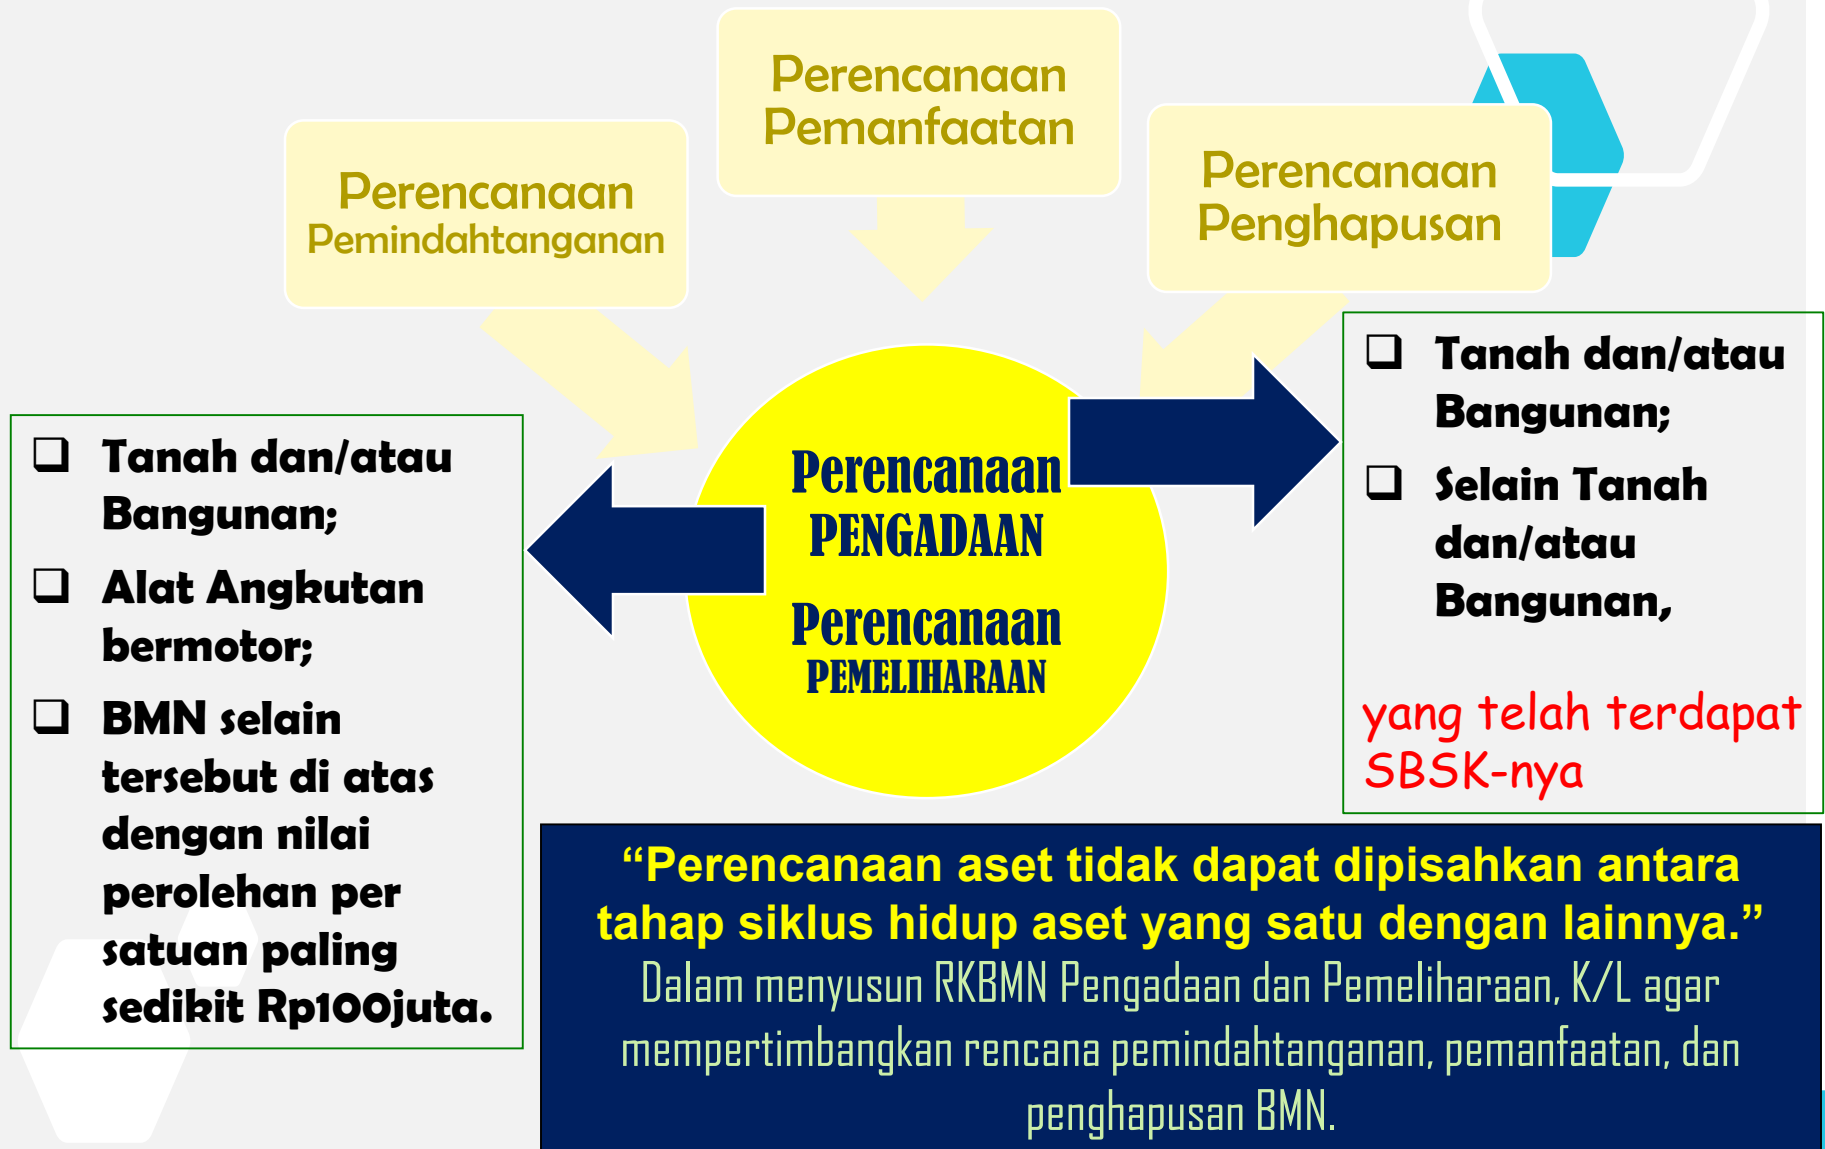 Perencanaan
Pemanfaatan
Perencanaan
Pemindahtanganan
Perencanaan
Penghapusan
Perencanaan
PENGADAAN
Perencanaan
PEMELIHARAAN
❑ Tanah dan/atau
Bangunan;
❑ Alat Angkutan
bermotor;
❑ BMN selain
tersebut di atas
dengan nilai
perolehan per
satuan paling
sedikit Rp100juta.
❑ Tanah dan/atau
Bangunan;
❑ Selain Tanah
dan/atau
Bangunan,
yang telah terdapat
SBSK-nya
“Perencanaan aset tidak dapat dipisahkan antara
tahap siklus hidup aset yang satu dengan lainnya.”
Dalam menyusun RKBMN Pengadaan dan Pemeliharaan, K/L agar
mempertimbangkan rencana pemindahtanganan, pemanfaatan, dan
penghapusan BMN.